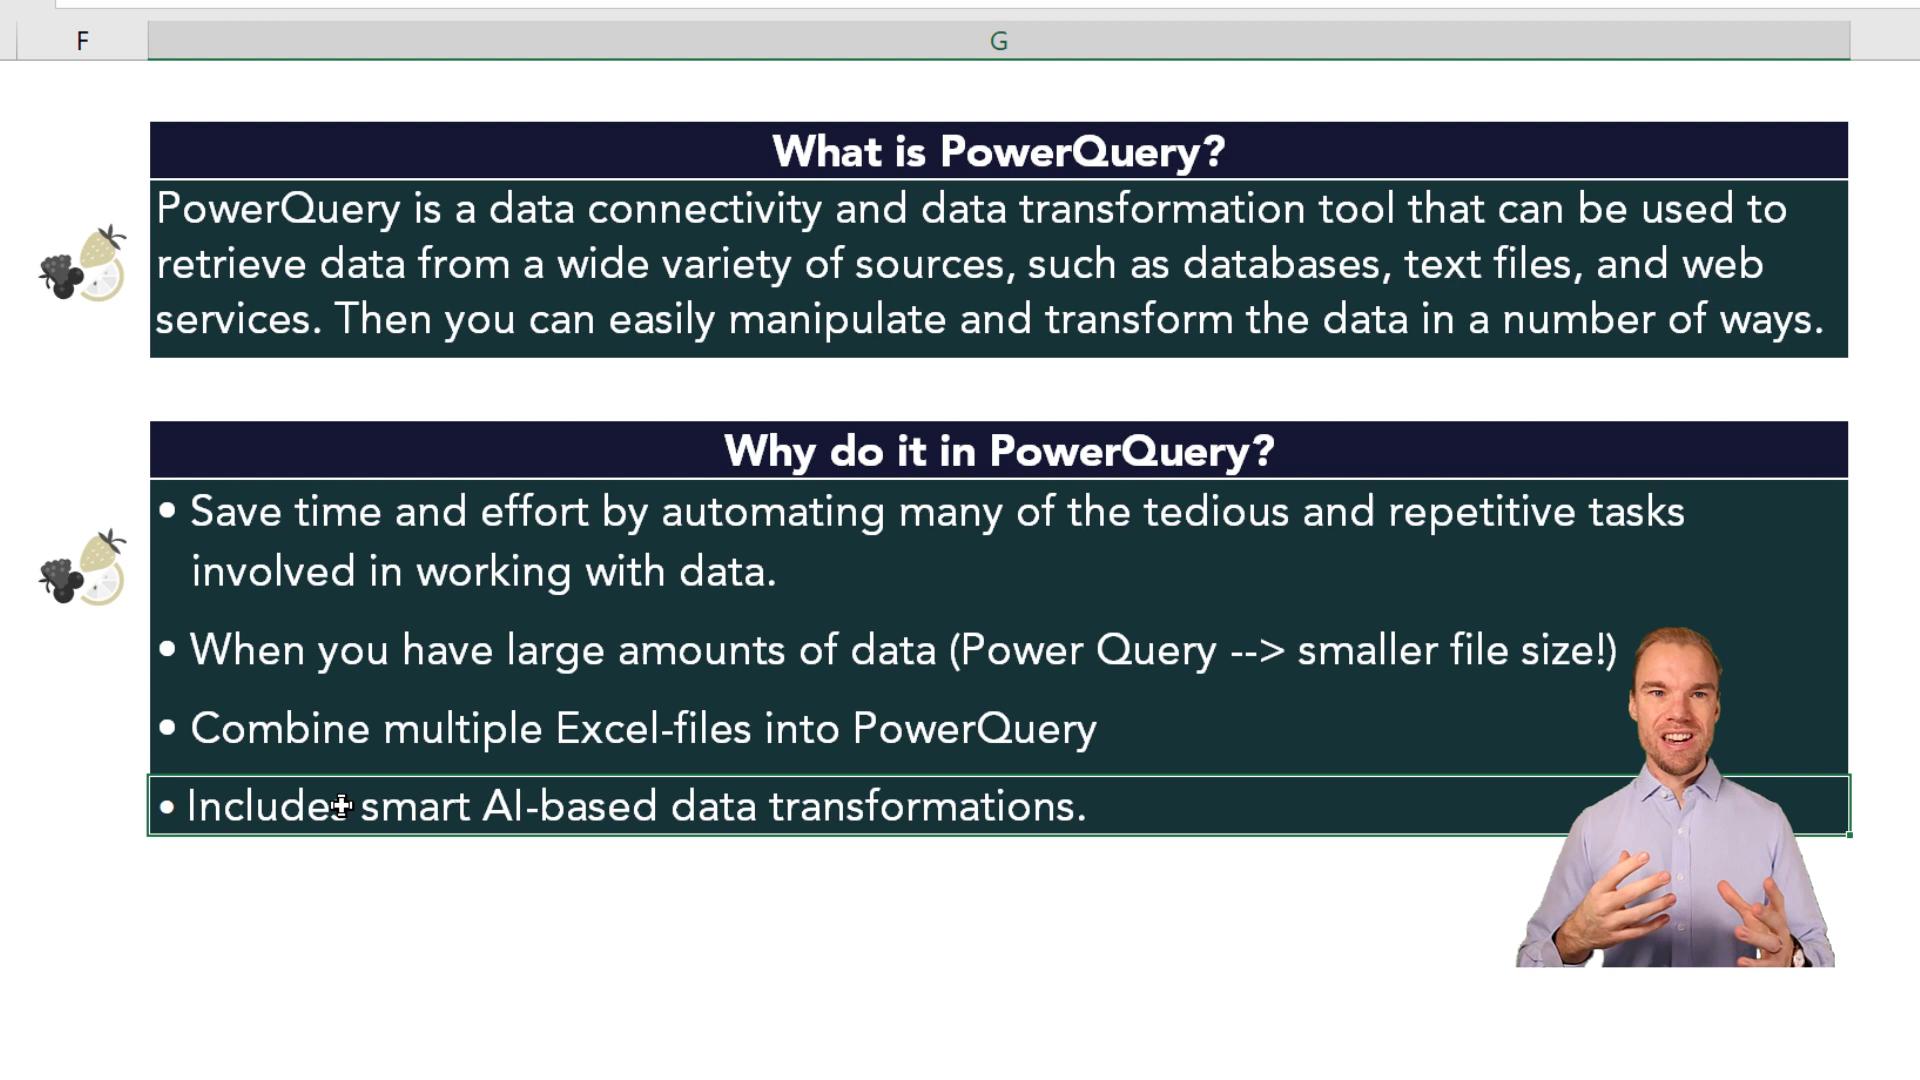 F
G
What is PowerQuery?
PowerQuery is a data connectivity and data transformation tool that can be used to
retrieve data from a wide variety of sources, such as databases, text files, and web
services. Then you can easily manipulate and transform the data in a number of ways.
Why do it in PowerQuery?
• Save time and effort by automating many of the tedious and repetitive tasks
involved in working with data.
• When you have large amounts of data (Power Query --> smaller file size!)
• Combine multiple Excel-files into PowerQuery
• Includes smart AI-based data transformations.